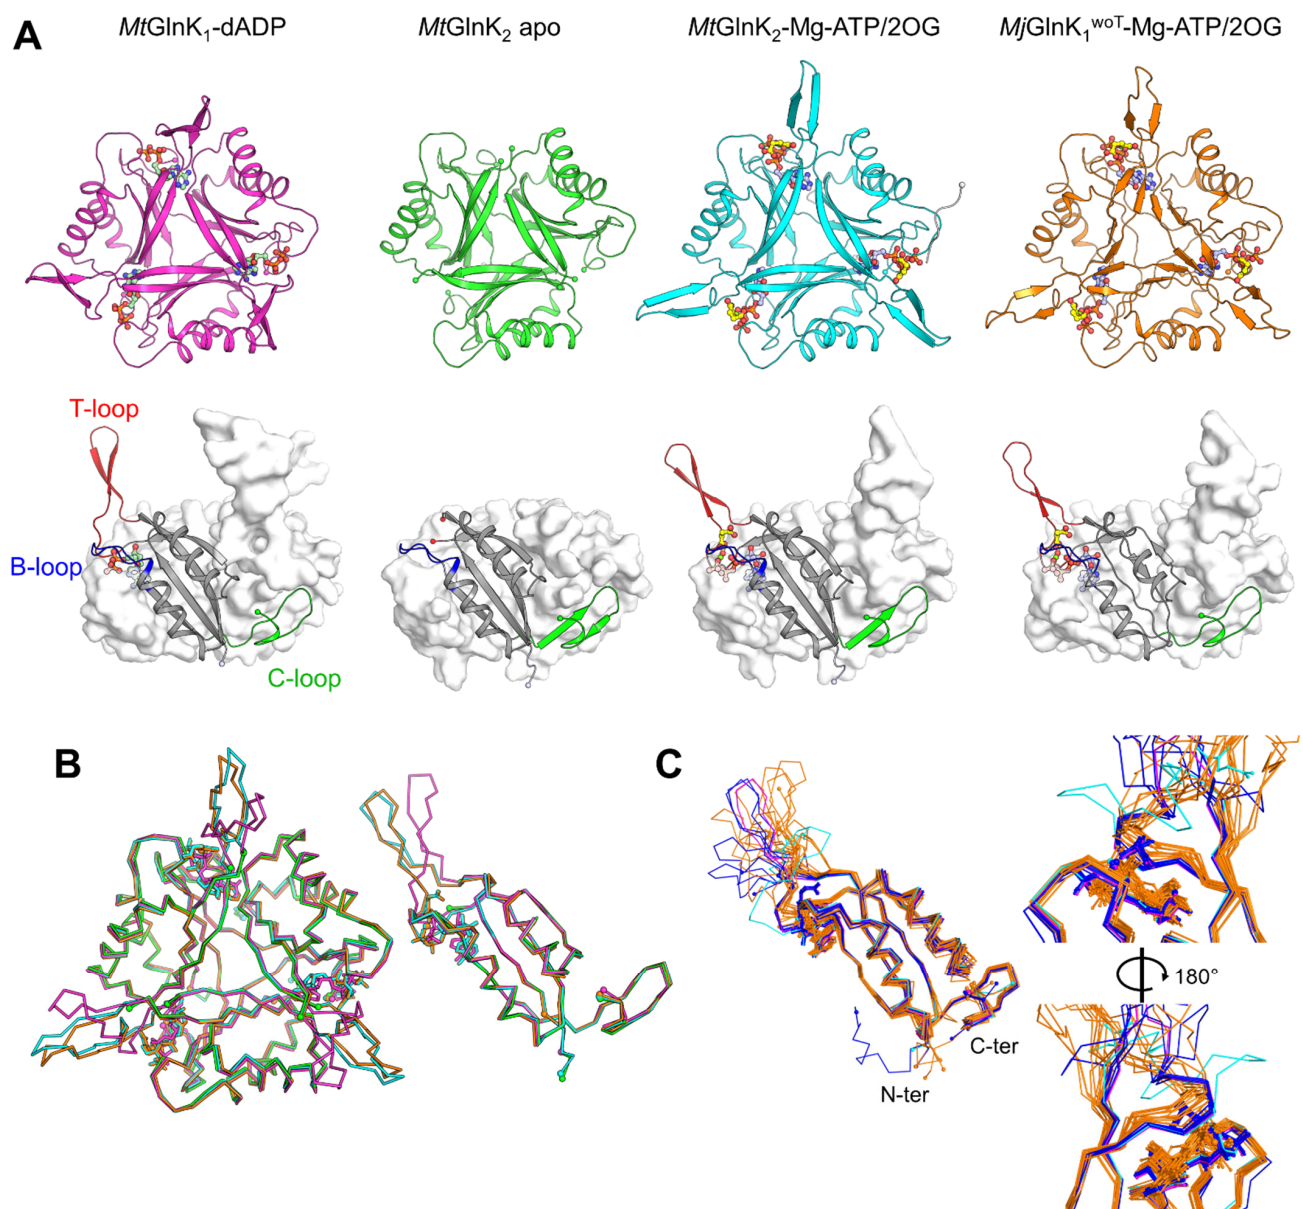 A
MtGlnK₁-dADP
MtGlnK₂ apo
MtGlnK₂-Mg-ATP/2OG
MjGlnK₁ʷᵒᵀ-Mg-ATP/2OG
T-loop
B-loop
C-loop
B
C
180°
C-ter
N-ter